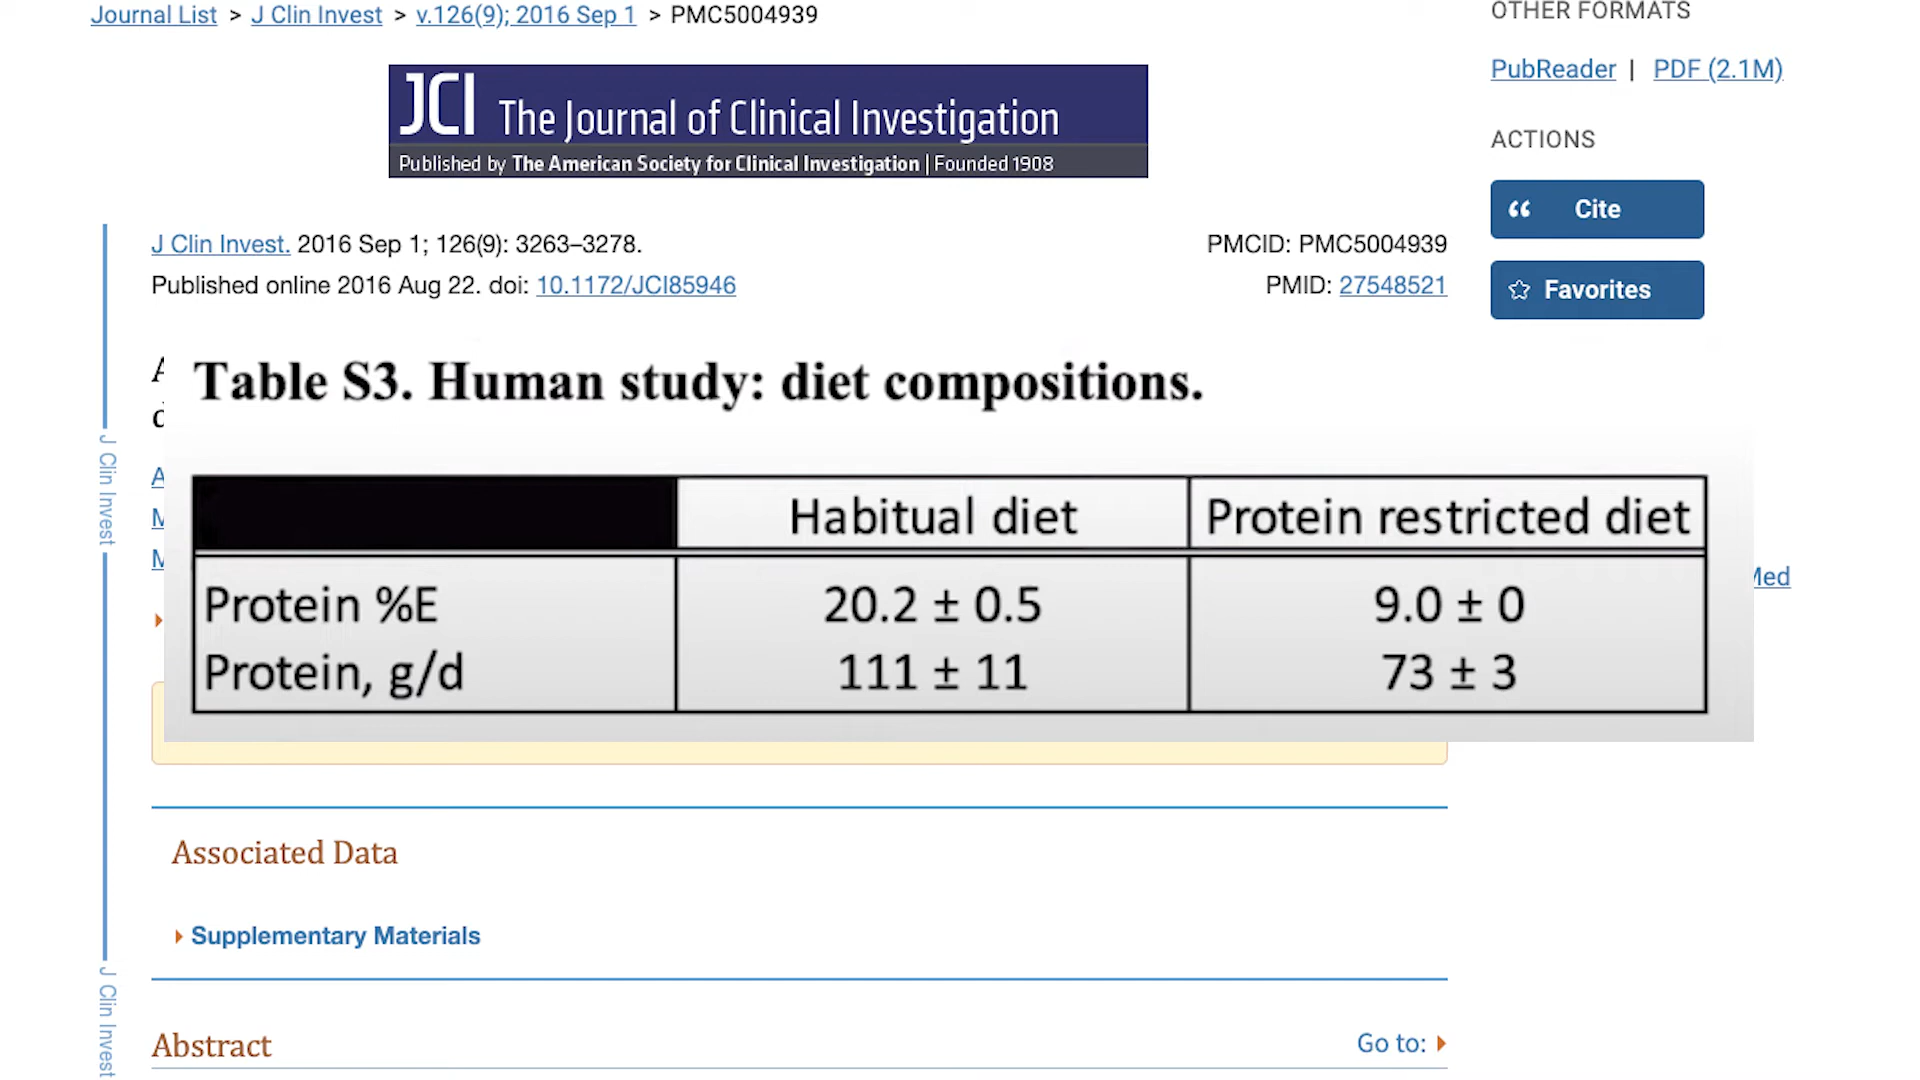 Journal List > J Clin Invest > v.126(9); 2016 Sep 1 > PMC5004939
OTHER FORMATS
PubReader | PDF (2.1M)
JCI The Journal of Clinical Investigation
Published by The American Society for Clinical Investigation | Founded 1908
ACTIONS
Cite
Favorites
J Clin Invest. 2016 Sep 1; 126(9): 3263–3278.
PMCID: PMC5004939
Published online 2016 Aug 22. doi: 10.1172/JCI85946
PMID: 27548521
Table S3. Human study: diet compositions.
Habitual diet Protein restricted diet
Protein %E 20.2 ± 0.5 9.0 ± 0
Protein, g/d 111 ± 11 73 ± 3
J Clin Invest
Associated Data
Supplementary Materials
J Clin Invest
Abstract
Go to: